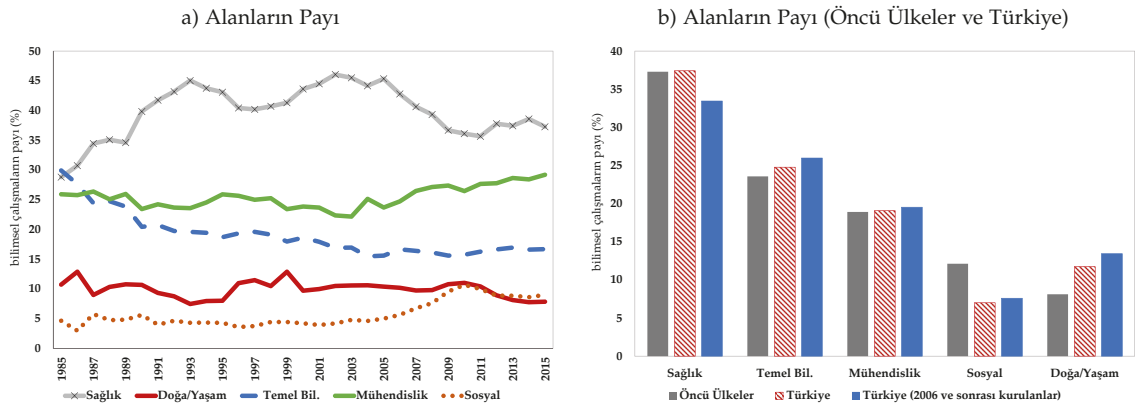 a) Alanların Payı
bilimsel çalışmaların payı (%)
50
45
40
35
30
25
20
15
10
5
0
1985
1987
1989
1991
1993
1995
1997
1999
2001
2003
2005
2007
2009
2011
2013
2015
Sağlık
Doğa/Yaşam
Temel Bil.
Mühendislik
Sosyal
b) Alanların Payı (Öncü Ülkeler ve Türkiye)
bilimsel çalışmaların payı (%)
40
35
30
25
20
15
10
5
0
Sağlık
Temel Bil.
Mühendislik
Sosyal
Doğa/Yaşam
Öncü Ülkeler
Türkiye
Türkiye (2006 ve sonrası kurulanlar)